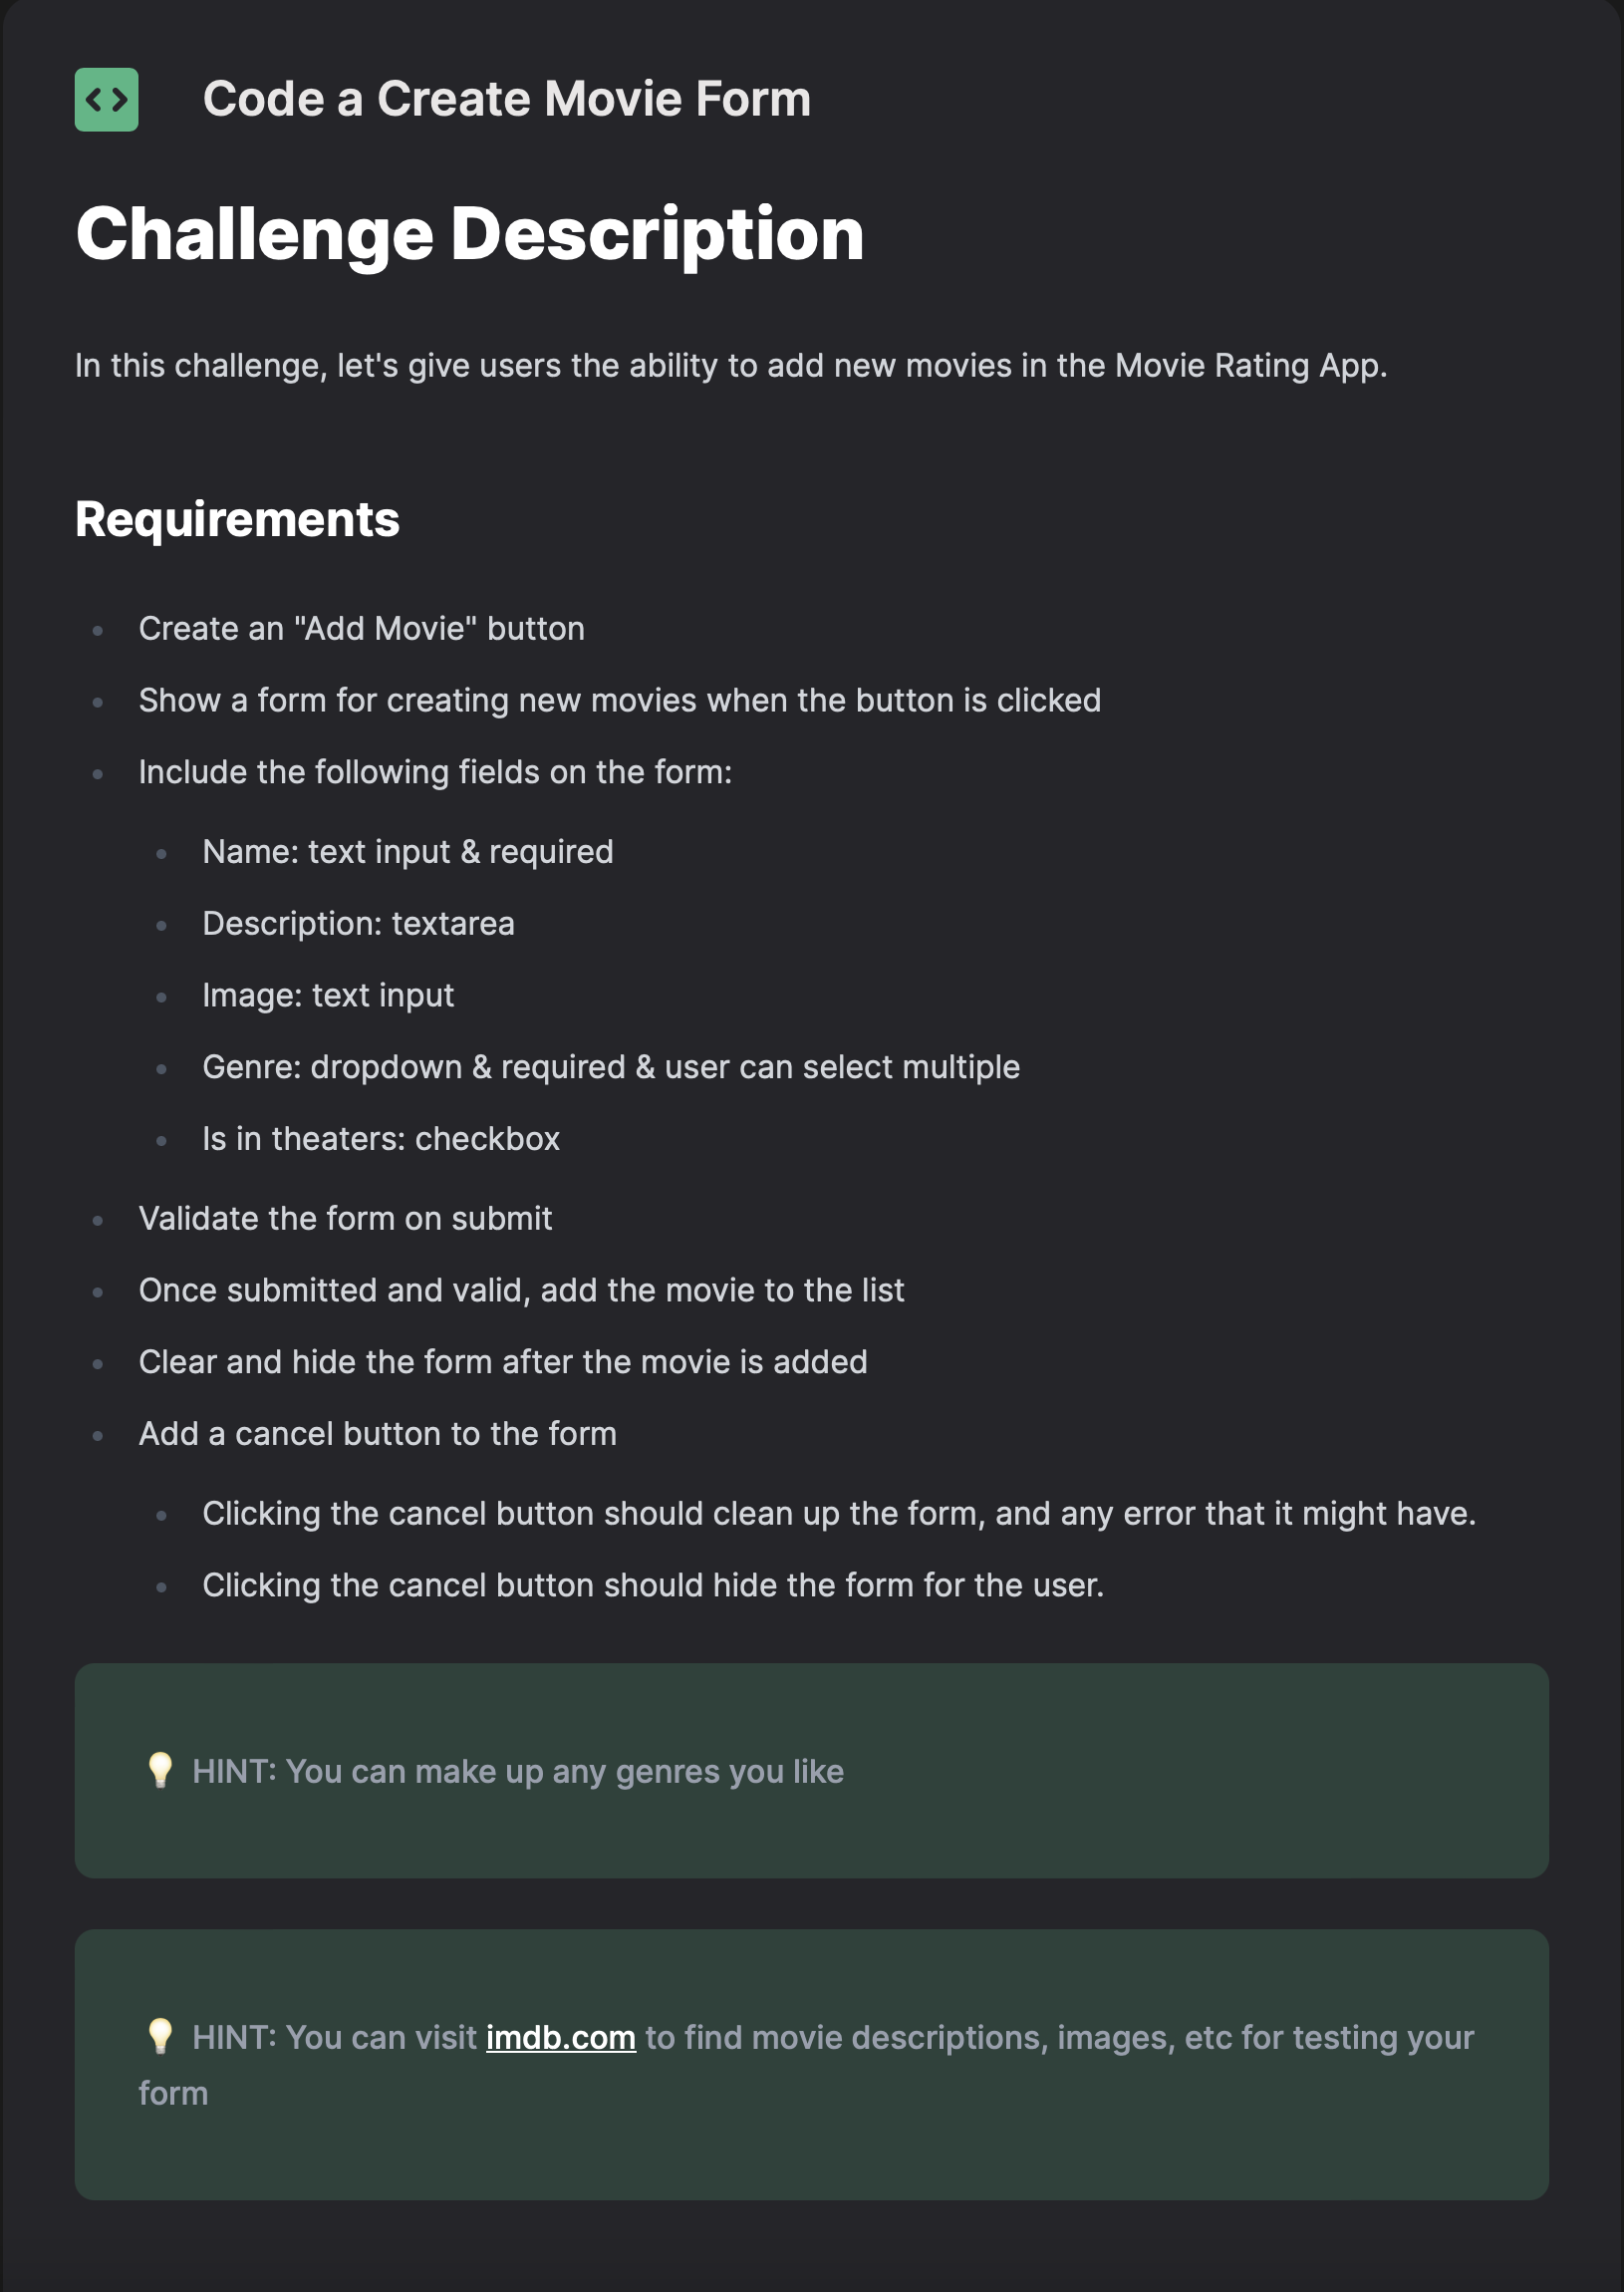 Code a Create Movie Form
Challenge Description
In this challenge, let's give users the ability to add new movies in the Movie Rating App.
Requirements
Create an "Add Movie" button
Show a form for creating new movies when the button is clicked
Include the following fields on the form:
Name: text input & required
Description: textarea
Image: text input
Genre: dropdown & required & user can select multiple
Is in theaters: checkbox
Validate the form on submit
Once submitted and valid, add the movie to the list
Clear and hide the form after the movie is added
Add a cancel button to the form
Clicking the cancel button should clean up the form, and any error that it might have.
Clicking the cancel button should hide the form for the user.
💡 HINT: You can make up any genres you like
💡 HINT: You can visit imdb.com to find movie descriptions, images, etc for testing your
form